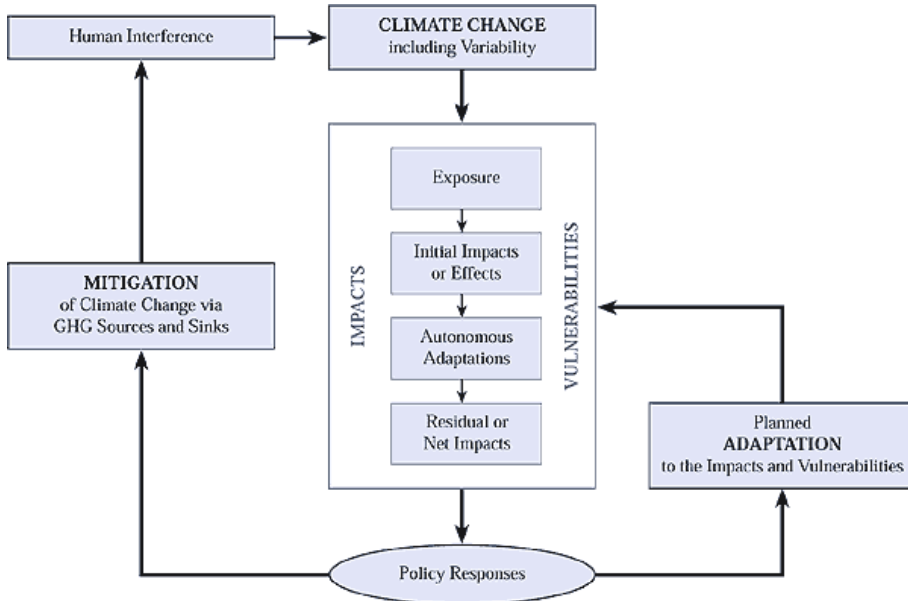 Human Interference
CLIMATE CHANGE
including Variability
Exposure
Initial Impacts
or Effects
Autonomous
Adaptations
Residual or
Net Impacts
IMPACTS
VULNERABILITIES
MITIGATION
of Climate Change via
GHG Sources and Sinks
Planned
ADAPTATION
to the Impacts and Vulnerabilities
Policy Responses